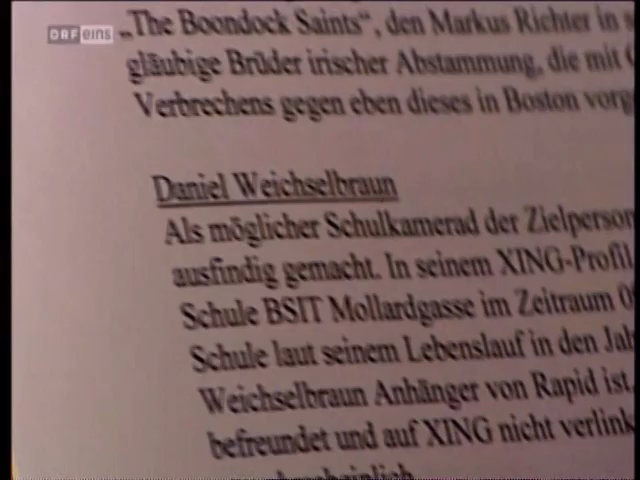 ORF eins
„The Boondock Saints“, den Markus Richter in
gläubige Brüder irischer Abstammung, die mit
Verbrechens gegen eben dieses in Boston vorg
Daniel Weichselbraun
Als möglicher Schulkamerad der Zielperson
ausfindig gemacht. In seinem XING-Profil
Schule BSIT Mollardgasse im Zeitraum 0
Schule laut seinem Lebenslauf in den Jah
Weichselbraun Anhänger von Rapid ist
befreundet und auf XING nicht verlink